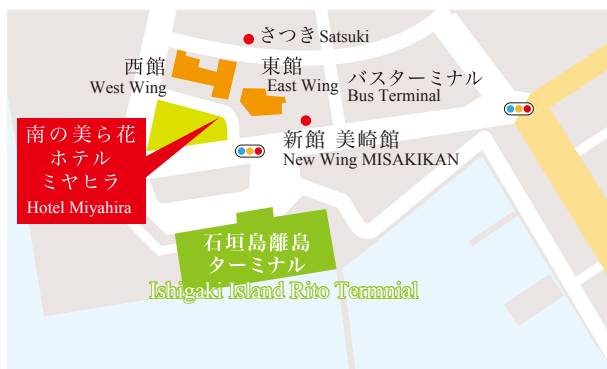 さつき Satsuki
西館
West Wing
東館
East Wing
バスターミナル
Bus Terminal
南の美ら花
ホテル
ミヤヒラ
Hotel Miyahira
新館 美崎館
New Wing MISAKIKAN
石垣島離島
ターミナル
Ishigaki Island Rito Termnial